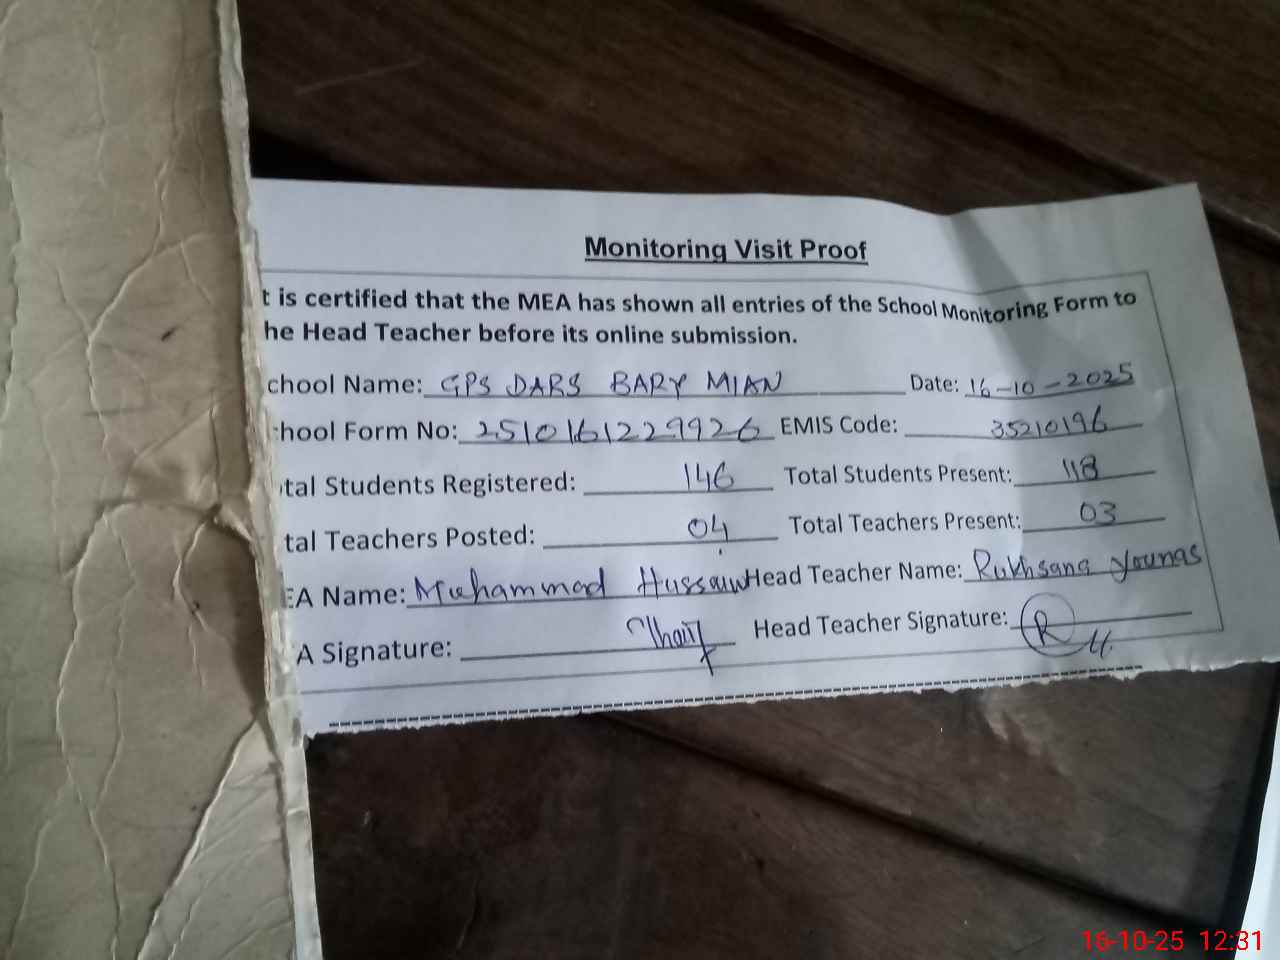 Monitoring Visit Proof
t is certified that the MEA has shown all entries of the School Monitoring Form to
he Head Teacher before its online submission.
chool Name: GPS DARS BARY MIAN Date: 16-10-2025
hool Form No: 2510161229926 EMIS Code: 35210196
tal Students Registered: 146 Total Students Present: 118
tal Teachers Posted: 04 Total Teachers Present: 03
EA Name: Muhammad Hussain Head Teacher Name: Rukhsana Younas
A Signature: Head Teacher Signature: R
16-10-25 12:31